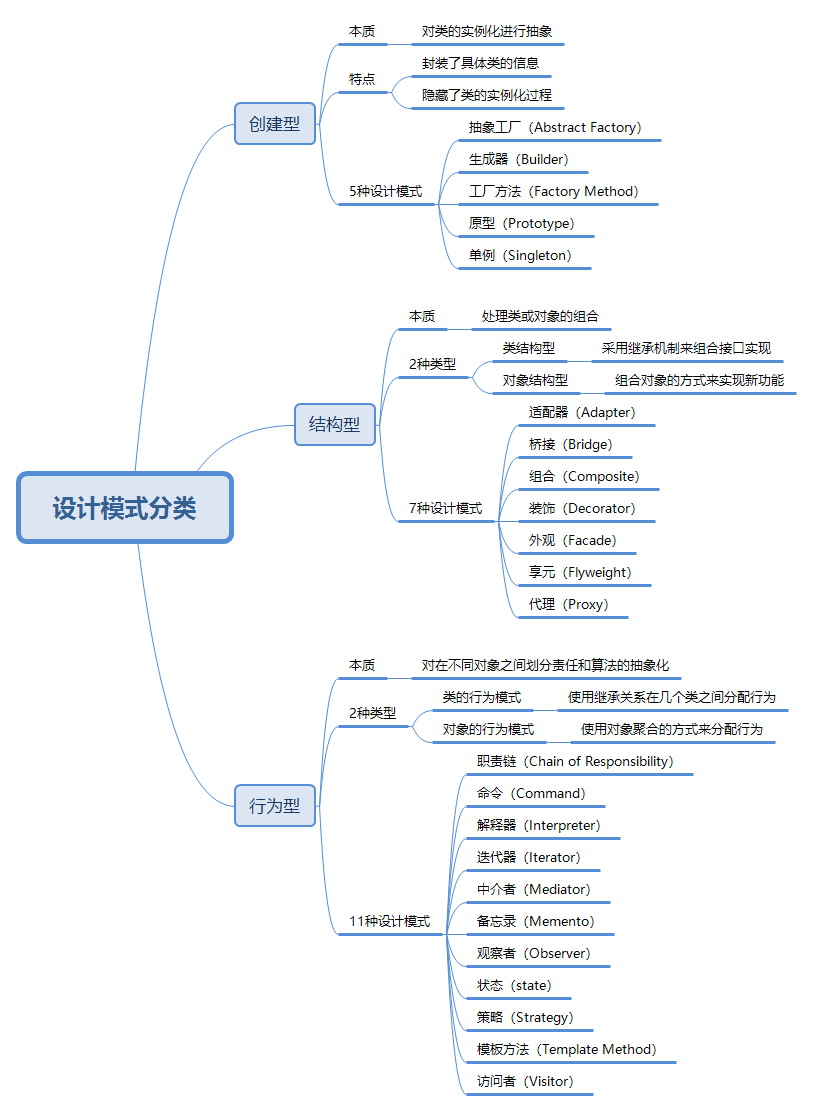 设计模式分类
创建型
本质
对类的实例化进行抽象
特点
封装了具体类的信息
隐藏了类的实例化过程
5种设计模式
抽象工厂（Abstract Factory）
生成器（Builder）
工厂方法（Factory Method）
原型（Prototype）
单例（Singleton）
结构型
本质
处理类或对象的组合
2种类型
类结构型
采用继承机制来组合接口实现
对象结构型
组合对象的方式来实现新功能
7种设计模式
适配器（Adapter）
桥接（Bridge）
组合（Composite）
装饰（Decorator）
外观（Facade）
享元（Flyweight）
代理（Proxy）
行为型
本质
对在不同对象之间划分责任和算法的抽象化
2种类型
类的行为模式
使用继承关系在几个类之间分配行为
对象的行为模式
使用对象聚合的方式来分配行为
11种设计模式
职责链（Chain of Responsibility）
命令（Command）
解释器（Interpreter）
迭代器（Iterator）
中介者（Mediator）
备忘录（Memento）
观察者（Observer）
状态（state）
策略（Strategy）
模板方法（Template Method）
访问者（Visitor）